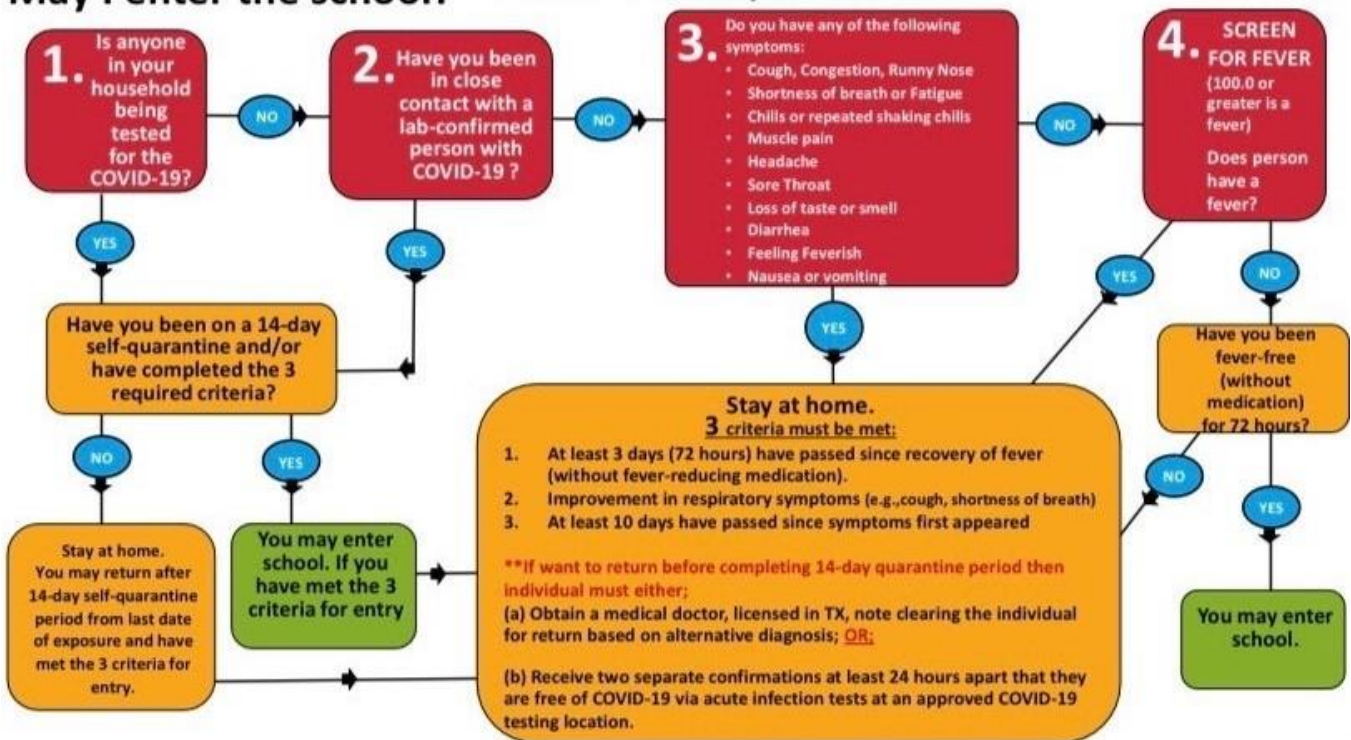 May I enter the school
1.
Is anyone
in your
household
being
tested
for the
COVID-19?
NO
2.
Have you been
in close
contact with a
lab-confirmed
person with
COVID-19 ?
NO
3.
Do you have any of the following
symptoms:
• Cough, Congestion, Runny Nose
• Shortness of breath or Fatigue
• Chills or repeated shaking chills
• Muscle pain
• Headache
• Sore Throat
• Loss of taste or smell
• Diarrhea
• Feeling Feverish
• Nausea or vomiting
NO
4.
SCREEN
FOR FEVER
(100.0 or
greater is a
fever)
Does person
have a
fever?
YES
YES
YES
YES
NO
Have you been on a 14-day
self-quarantine and/or
have completed the 3
required criteria?
Have you been
fever-free
(without
medication)
for 72 hours?
NO
YES
NO
YES
Stay at home.
You may return after
14-day self-quarantine
period from last date
of exposure and have
met the 3 criteria for
entry.
You may enter
school. If you
have met the 3
criteria for entry
Stay at home.
3 criteria must be met:
1. At least 3 days (72 hours) have passed since recovery of fever
(without fever-reducing medication).
2. Improvement in respiratory symptoms (e.g.,cough, shortness of breath)
3. At least 10 days have passed since symptoms first appeared
**If want to return before completing 14-day quarantine period then
individual must either;
(a) Obtain a medical doctor, licensed in TX, note clearing the individual
for return based on alternative diagnosis; OR;
(b) Receive two separate confirmations at least 24 hours apart that they
are free of COVID-19 via acute infection tests at an approved COVID-19
testing location.
You may enter
school.